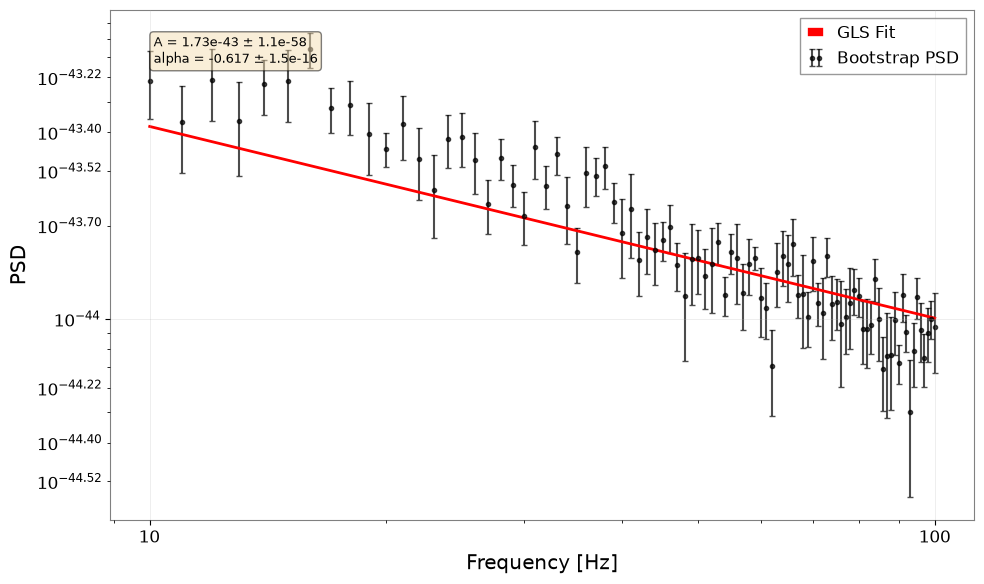 A = 1.73e-43 ± 1.1e-58
alpha = -0.617 ± 1.5e-16
GLS Fit
Bootstrap PSD
10−43.22
10−43.40
10−43.52
10−43.70
10−44
10−44.22
10−44.40
10−44.52
PSD
10
100
Frequency [Hz]